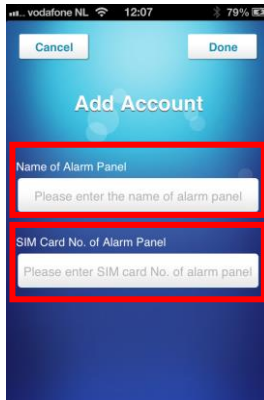 vodafone NL 12:07 79%
Cancel Done
Add Account
Name of Alarm Panel
Please enter the name of alarm panel
SIM Card No. of Alarm Panel
Please enter SIM card No. of alarm panel